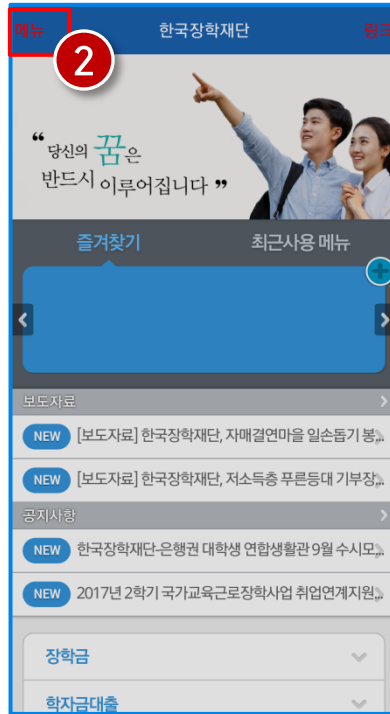 메뉴 한국장학재단 링크
2
“ 당신의 꿈은
반드시 이루어집니다 ”
즐겨찾기 최근사용 메뉴
보도자료
NEW [보도자료] 한국장학재단, 자매결연마을 일손돕기 봉...
NEW [보도자료] 한국장학재단, 저소득층 푸른등대 기부장...
공지사항
NEW 한국장학재단-은행권 대학생 연합생활관 9월 수시모...
NEW 2017년 2학기 국가교육근로장학사업 취업연계지원...
장학금
학자금대출